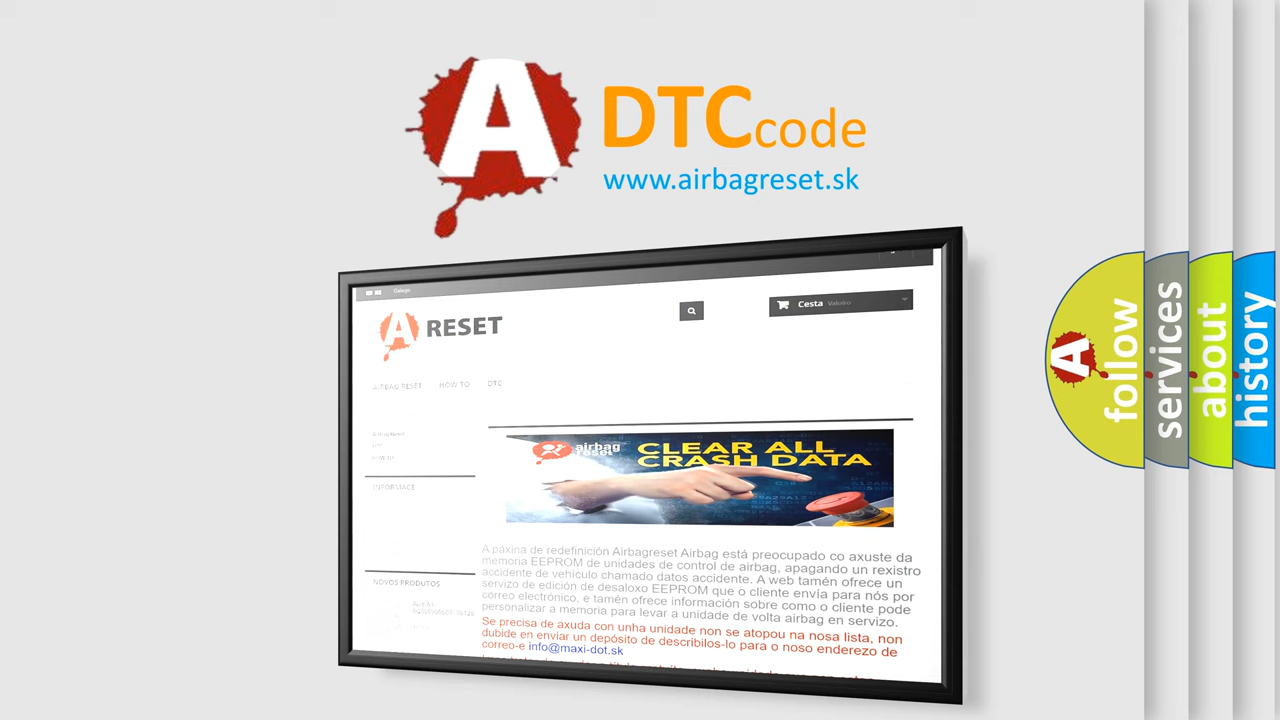 A
DTCcode
www.airbagreset.sk
Galego
A RESET
Cesta Valeiro
AIRBAG RESET HOW TO DTC
INFORMACE
NOVOS PRODUTOS
airbag
reset
CLEAR ALL
CRASH DATA
A páxina de redefinición Airbagreset Airbag está preocupado co axuste da
memoria EEPROM de unidades de control de airbag, apagando un rexistro
accidente de vehículo chamado datos accidente. A web tamén ofrece un
servizo de edición de desaloxo EEPROM que o cliente envía para nós por
correo electrónico, e tamén ofrece información sobre como o cliente pode
personalizar a memoria para levar a unidade de volta airbag en servizo.
Se precisa de axuda con unha unidade non se atopou na nosa lista, non
dubide en enviar un depósito de describilos-lo para o noso enderezo de
correo-e info@maxi-dot.sk
A
follow
services
about
history